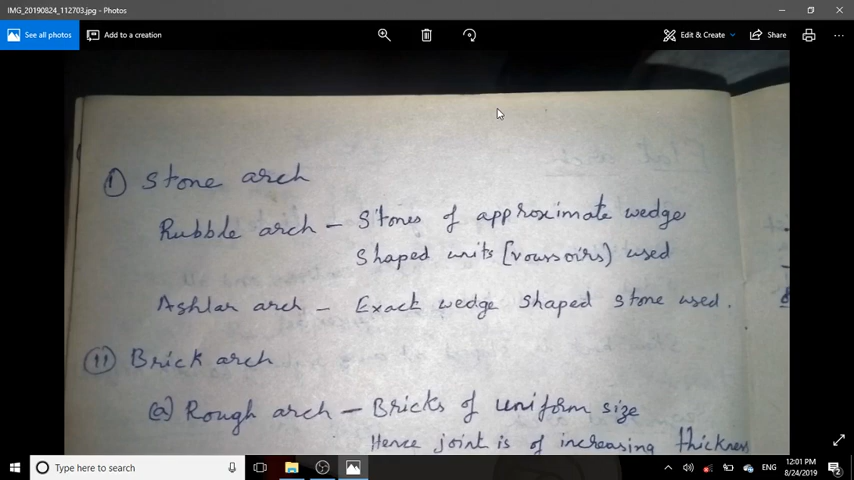 IMG_20190824_112703.jpg - Photos
See all photos
Add to a creation
Edit & Create
Share
I) Stone arch
Rubble arch - Stones of approximate wedge
Shaped units [voussoirs) used
Ashlar arch - Exact wedge shaped stone used.
II) Brick arch
(a) Rough arch - Bricks of uniform size
Hence joint is of increasing thickness
Type here to search
ENG
12:01 PM
8/24/2019
2